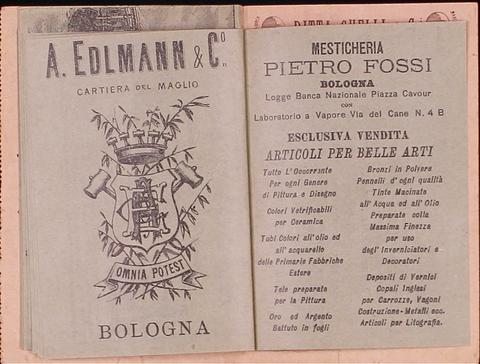 A. EDLMANN & Cº
CARTIERA DEL MAGLIO
OMNIA POTEST
BOLOGNA
DITTA
MESTICHERIA
PIETRO FOSSI
BOLOGNA
Logge Banca Nazionale Piazza Cavour
CON
Laboratorio a Vapore Via del Cane N. 4 B
ESCLUSIVA VENDITA
ARTICOLI PER BELLE ARTI
Tutto L'Occorrente
Per ogni Genere
di Pittura e Disegno
Colori Vetrificabili
per Ceramica
Tubi Colori all'olio ed
all'acquarello
delle Primarie Fabbriche
Estere
Tele preparate
per la Pittura
Oro ed Argento
Battuto in fogli
Bronzi in Polvere
Pennelli d'ogni qualità
Tinte Macinate
all'Acqua ed all'Olio
Preparate colla
Massima Finezza
per uso
degl'Inverniciatori e
Decoratori
Depositi di Vernici
Copali Inglesi
per Carrozze, Vagoni
Costruzione-Metalli ecc.
Articoli per Litografia.